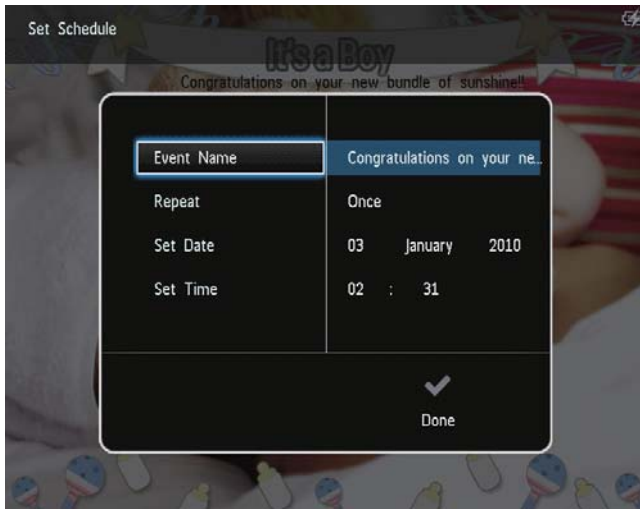 Set Schedule
It's a Boy
Congratulations on your new bundle of sunshine!!
Event Name Congratulations on your ne...
Repeat Once
Set Date 03 January 2010
Set Time 02 : 31
Done